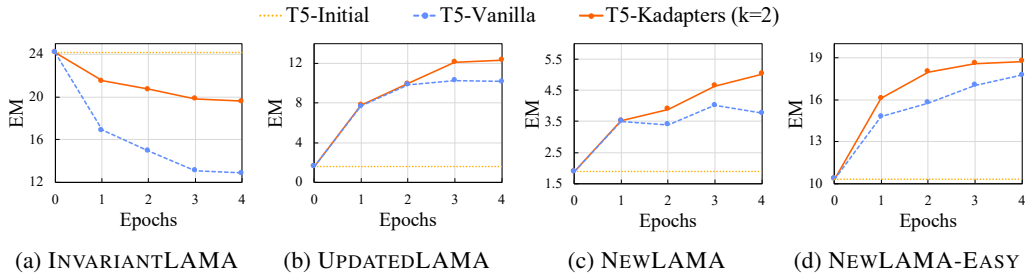 T5-Initial T5-Vanilla T5-Kadapters (k=2)
24
20
16
12
EM
0 1 2 3 4
Epochs
(a) INVARIANTLAMA
12
8
4
0
EM
0 1 2 3 4
Epochs
(b) UPDATEDLAMA
5.5
4.5
3.5
2.5
1.5
EM
0 1 2 3 4
Epochs
(c) NEWLAMA
19
16
13
10
EM
0 1 2 3 4
Epochs
(d) NEWLAMA-EASY